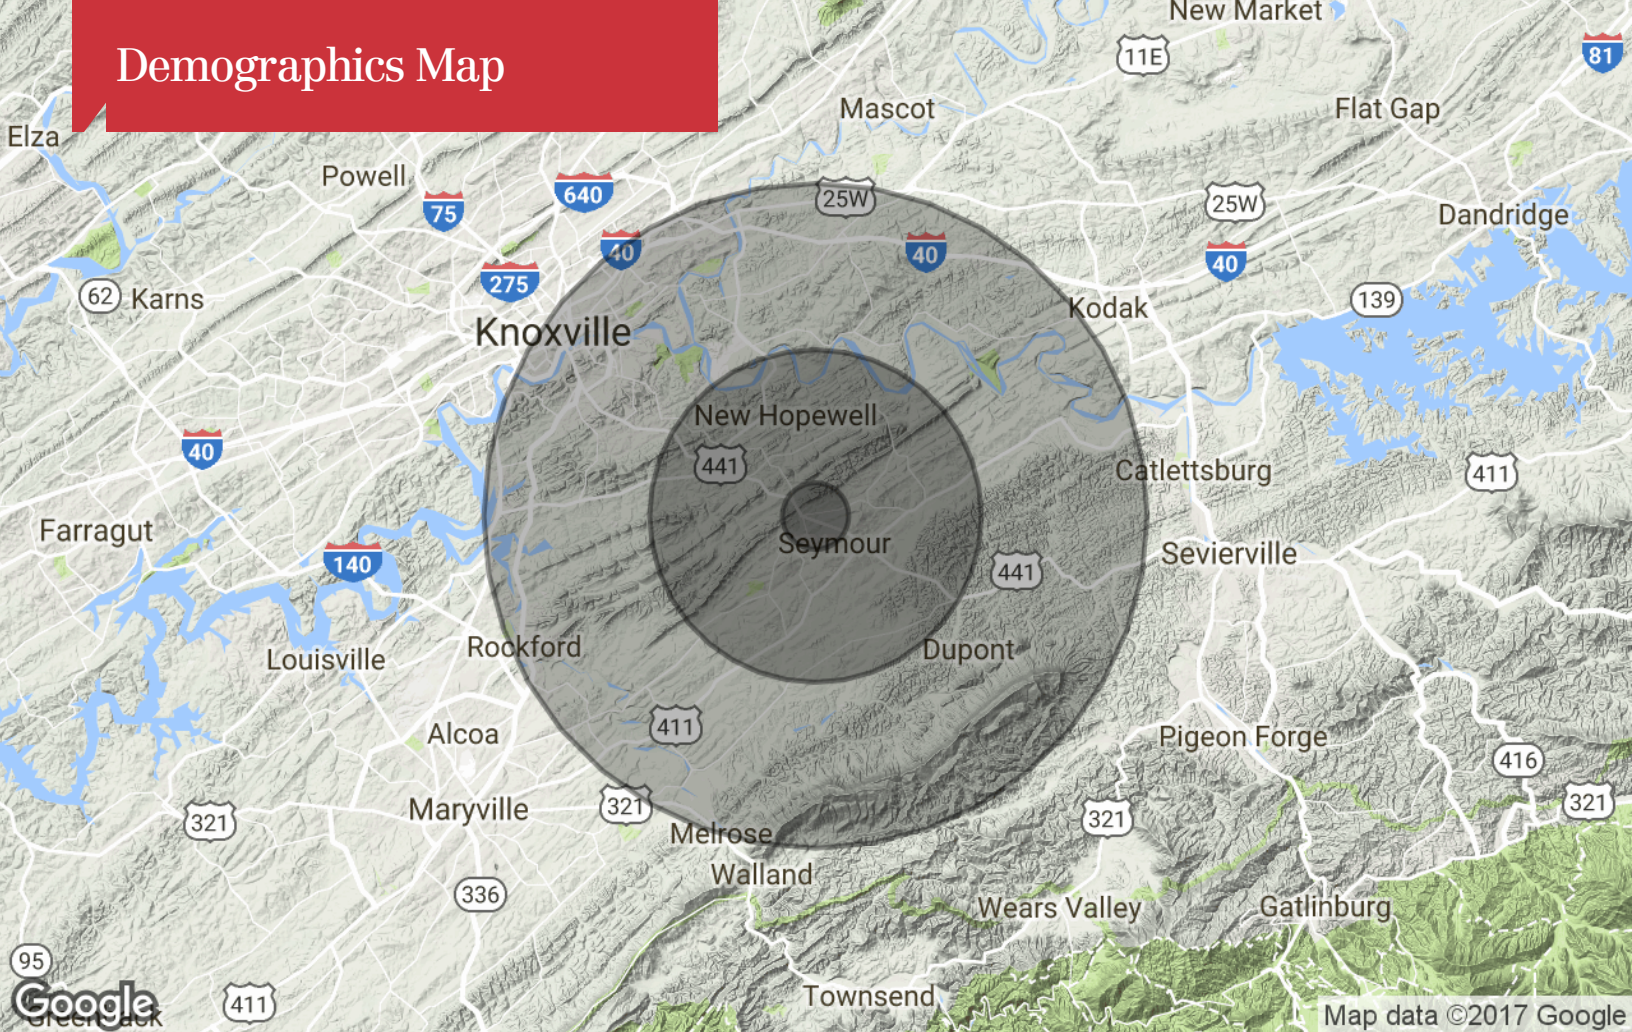 Demographics Map
New Market
11E
81
Mascot
Flat Gap
Elza
Powell
640
75
25W
25W
Dandridge
40
40
40
275
62
Karns
139
Kodak
Knoxville
New Hopewell
441
40
Catlettsburg
411
Farragut
Seymour
140
441
Sevierville
Rockford
Dupont
Louisville
411
Alcoa
Pigeon Forge
416
321
Maryville
321
321
321
Melrose
Walland
336
Wears Valley
Gatlinburg
95
Townsend
411
Google
Greenback
Map data ©2017 Google